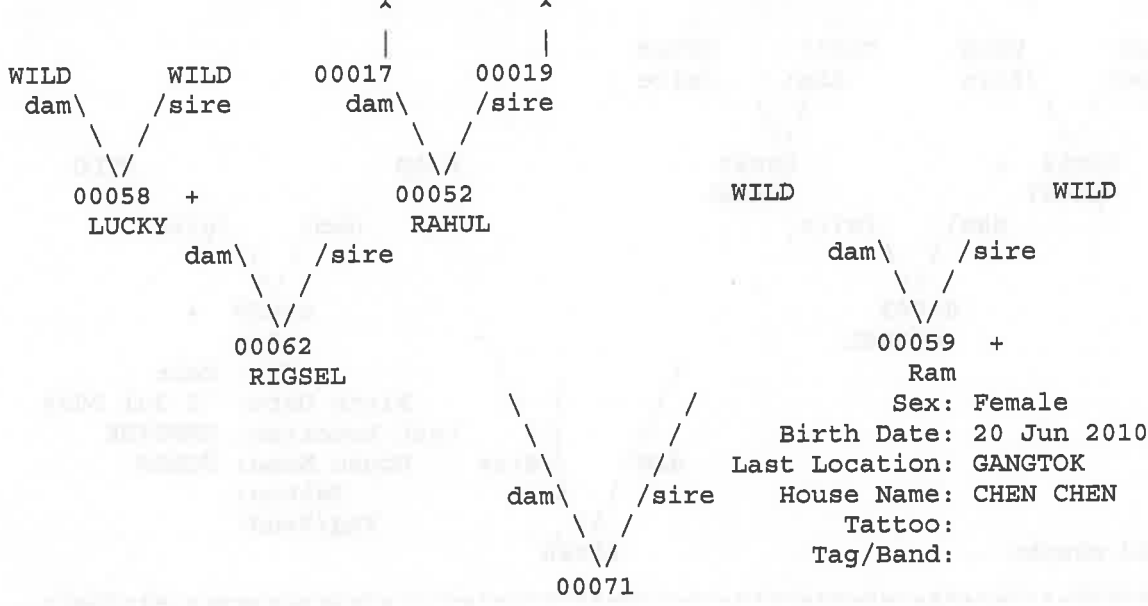 ^ ^
| |
WILD WILD 00017 00019
dam\ /sire dam\ /sire
\ / \ /
\/ \/
00058 + 00052 WILD WILD
LUCKY RAHUL
dam\ /sire dam\ /sire
\ / \ /
\/ \/
00062 00059 +
RIGSEL Ram
\ / Sex: Female
\ / Birth Date: 20 Jun 2010
\ / Last Location: GANGTOK
dam\ /sire House Name: CHEN CHEN
\ / Tattoo:
\/ Tag/Band:
00071